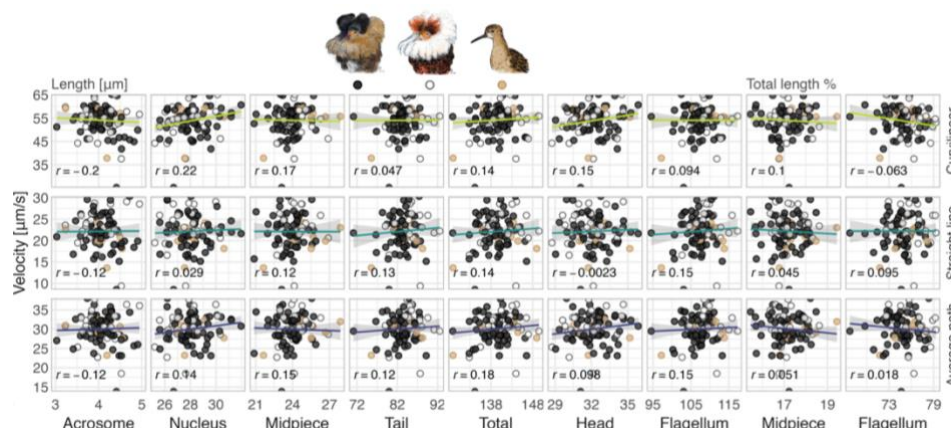 Length [μm] Total length %
65
55
45
35
r = −0.2 r = 0.22 r = 0.17 r = 0.047 r = 0.14 r = 0.15 r = 0.094 r = 0.1 r = −0.063
Velocity [μm/s]
30
25
20
15
10
r = −0.12 r = 0.029 r = 0.12 r = 0.13 r = 0.14 r = −0.0023 r = 0.15 r = 0.045 r = 0.095
35
30
25
20
15
r = −0.12 r = 0.14 r = 0.15 r = 0.12 r = 0.18 r = 0.098 r = 0.15 r = 0.051 r = 0.018
3 4 5 26 28 30 21 24 27 72 82 92 138 148 29 32 35 95 105 115 17 19 73 79
Acrosome Nucleus Midpiece Tail Total Head Flagellum Midpiece Flagellum